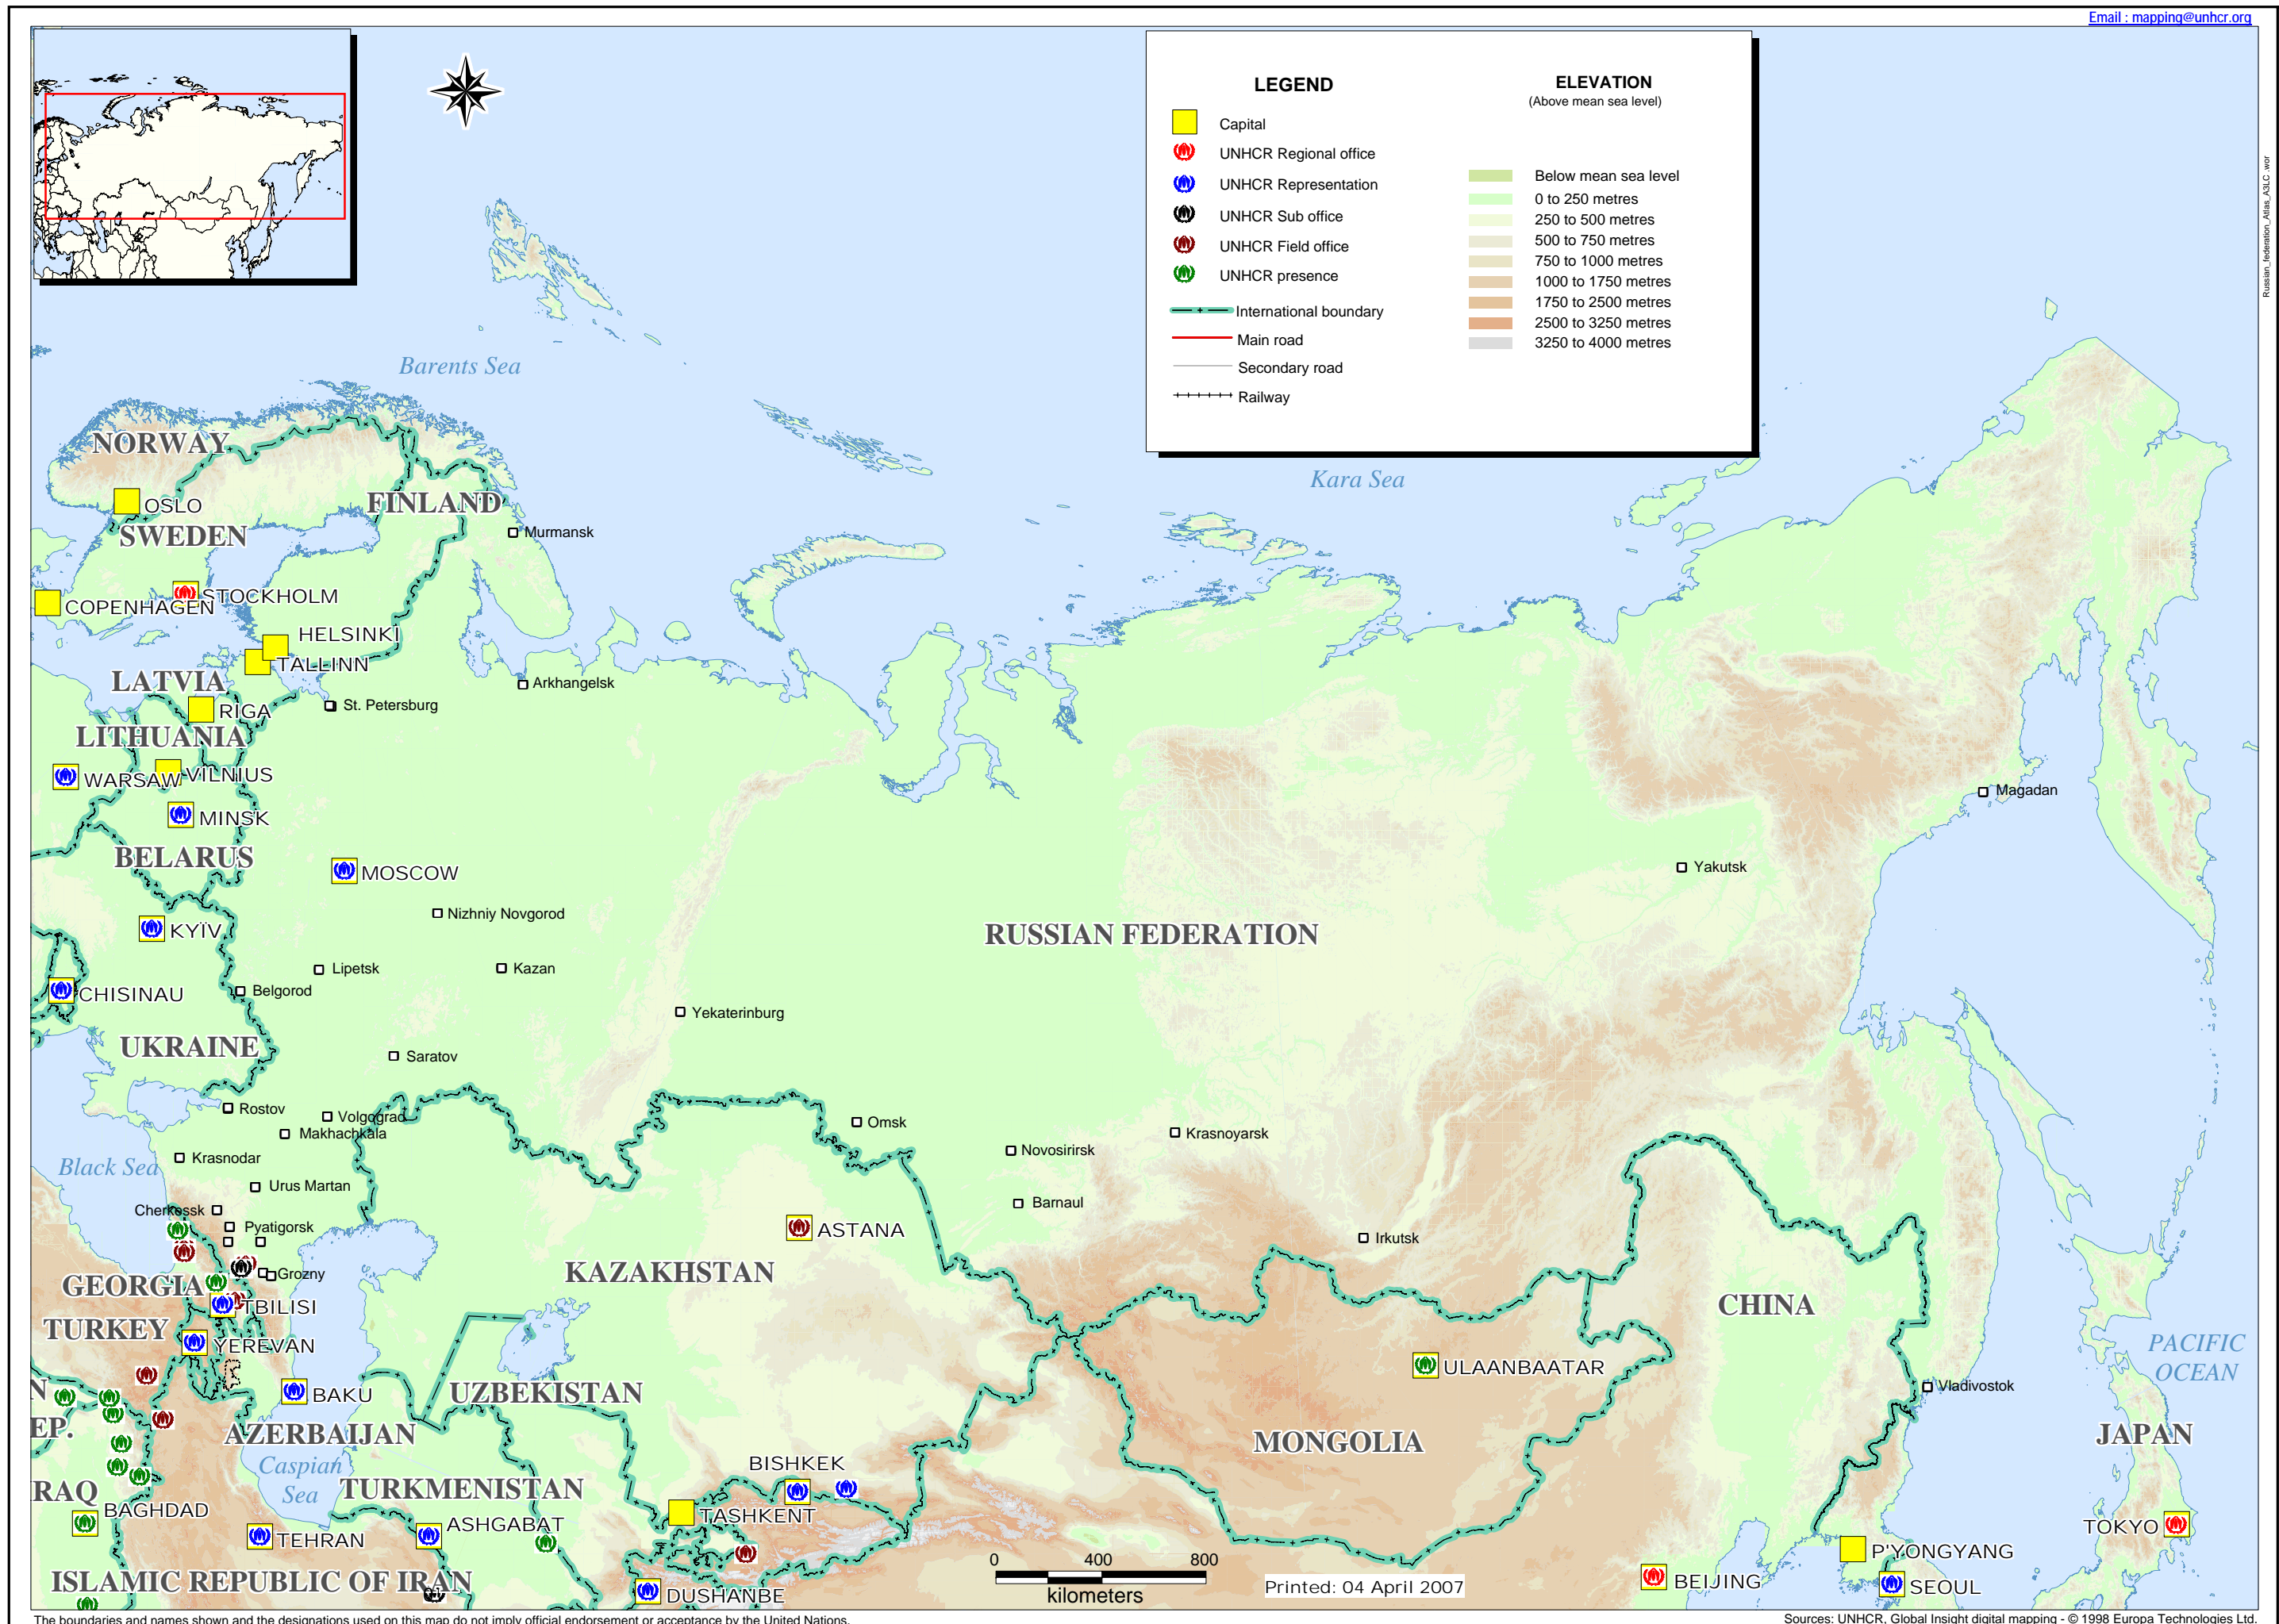 Email : mapping@unhcr.org
Russian_federation_Atlas_A3LC .wor
LEGEND
Capital
UNHCR Regional office
UNHCR Representation
UNHCR Sub office
UNHCR Field office
UNHCR presence
International boundary
Main road
Secondary road
Railway
ELEVATION
(Above mean sea level)
Below mean sea level
0 to 250 metres
250 to 500 metres
500 to 750 metres
750 to 1000 metres
1000 to 1750 metres
1750 to 2500 metres
2500 to 3250 metres
3250 to 4000 metres
Barents Sea
Kara Sea
NORWAY
OSLO
FINLAND
SWEDEN
Murmansk
STOCKHOLM
COPENHAGEN
HELSINKI
TALLINN
LATVIA
Arkhangelsk
RIGA
St. Petersburg
LITHUANIA
WARSAW
VILNIUS
MINSK
Magadan
BELARUS
MOSCOW
Yakutsk
Nizhniy Novgorod
KYÏV
RUSSIAN FEDERATION
Lipetsk
Kazan
Belgorod
CHISINAU
Yekaterinburg
UKRAINE
Saratov
Rostov
Volgograd
Makhachkala
Omsk
Krasnoyarsk
Novosirirsk
Krasnodar
Black Sea
Urus Martan
Barnaul
Cherkessk
Pyatigorsk
ASTANA
Irkutsk
Grozny
KAZAKHSTAN
GEORGIA
TBILISI
CHINA
TURKEY
YEREVAN
PACIFIC
OCEAN
ULAANBAATAR
Vladivostok
N
BAKU
UZBEKISTAN
EP.
AZERBAIJAN
MONGOLIA
JAPAN
Caspian
Sea
BISHKEK
RAQ
TURKMENISTAN
BAGHDAD
TASHKENT
ASHGABAT
TEHRAN
TOKYO
P'YONGYANG
ISLAMIC REPUBLIC OF IRAN
DUSHANBE
BEIJING
SEOUL
0 400 800
kilometers
Printed: 04 April 2007
The boundaries and names shown and the designations used on this map do not imply official endorsement or acceptance by the United Nations.
Sources: UNHCR, Global Insight digital mapping - © 1998 Europa Technologies Ltd.